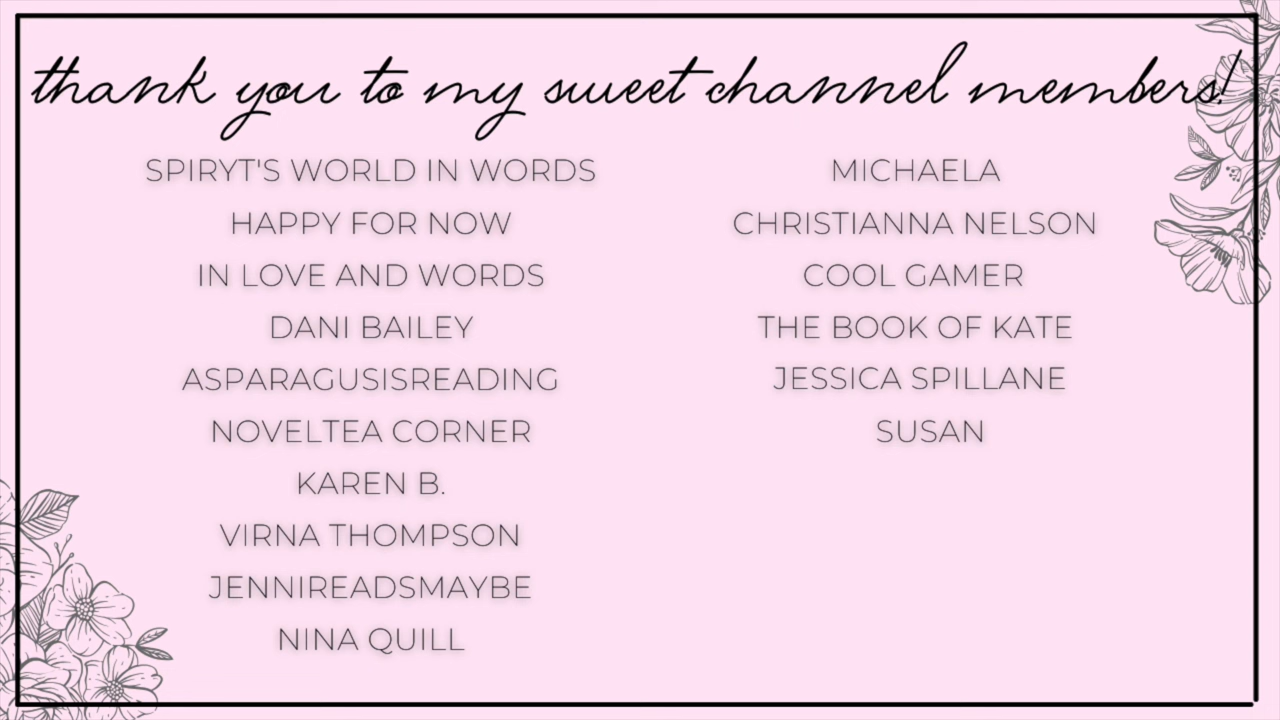 thank you to my sweet channel members!
SPIRYT'S WORLD IN WORDS
HAPPY FOR NOW
IN LOVE AND WORDS
DANI BAILEY
ASPARAGUSISREADING
NOVELTEA CORNER
KAREN B.
VIRNA THOMPSON
JENNIREADSMAYBE
NINA QUILL
MICHAELA
CHRISTIANNA NELSON
COOL GAMER
THE BOOK OF KATE
JESSICA SPILLANE
SUSAN